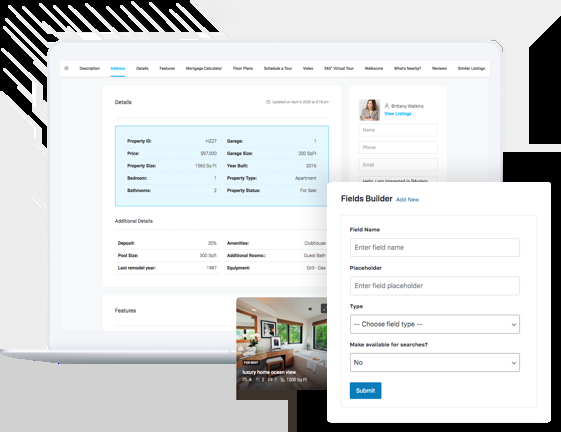 Description Address Details Features Mortgage Calculator Floor Plans Schedule a Tour Video 360° Virtual Tour Walkscore What's Nearby? Reviews Similar Listings
Details
Updated on April 4, 2020 at 5:18 pm
Property ID: HZ27 Garage: 1
Price: $97,000 Garage Size: 200 SqFt
Property Size: 1560 Sq Ft Year Built: 2016
Bedroom: 1 Property Type: Apartment
Bathrooms: 2 Property Status: For Sale
Additional Details
Deposit: 20% Amenities: Clubhouse
Pool Size: 300 Sqft Additional Rooms:: Guest Bath
Last remodel year: 1987 Equipment: Grill - Gas
Features
Brittany Watkins
View Listings
Name
Phone
Email
Hello, I am interested in [Modern
FOR RENT
luxury home ocean view
4 2 1 1200 Sq Ft
Fields Builder Add New
Field Name
Enter field name
Placeholder
Enter field placeholder
Type
-- Choose field type --
Make available for searches?
No
Submit